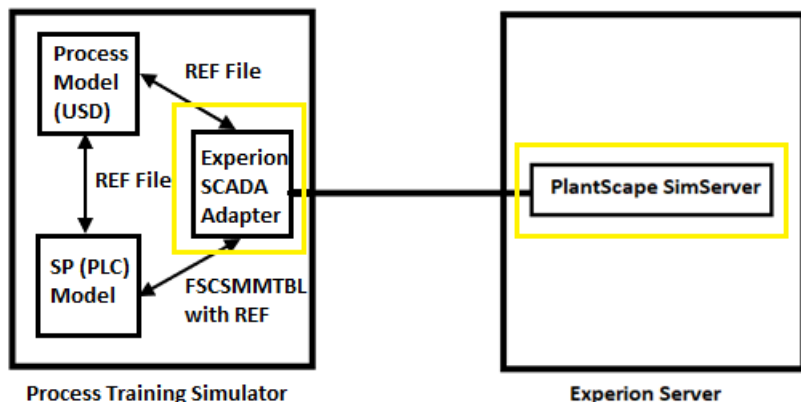 Process
Model
(USD)
REF File
REF File
Experion
SCADA
Adapter
SP (PLC)
Model
FSCSMMTBL
with REF
Process Training Simulator
PlantScape SimServer
Experion Server